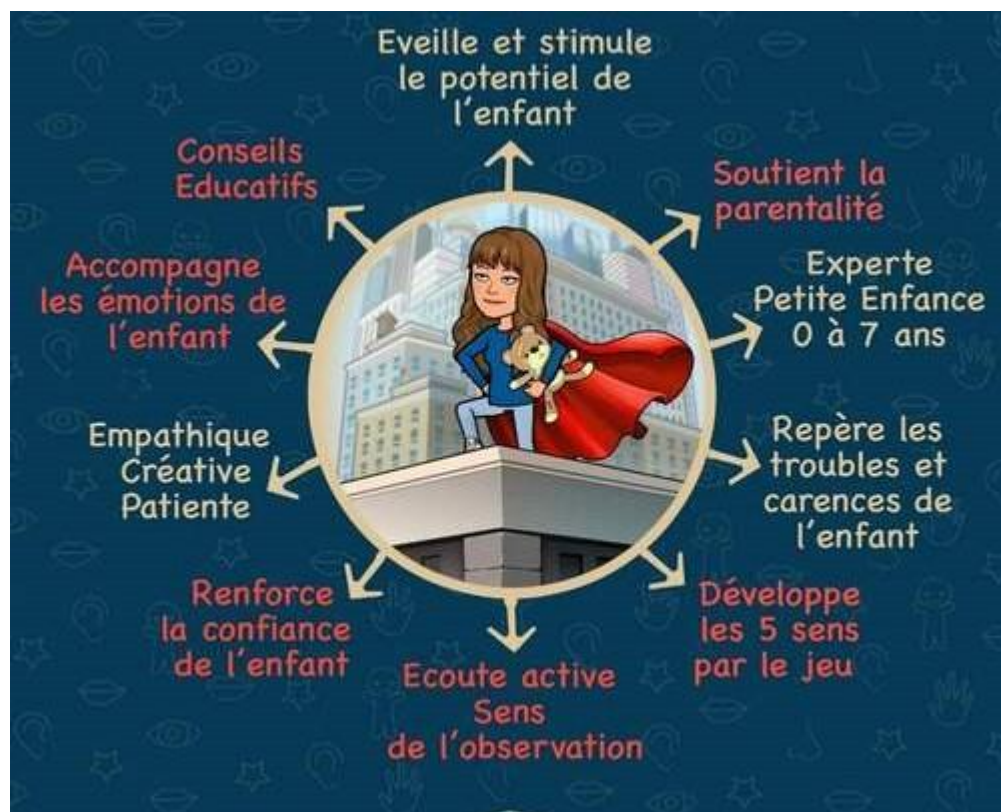 Eveille et stimule
le potentiel de
l'enfant
Soutient la
parentalité
Experte
Petite Enfance
0 à 7 ans
Repère les
troubles et
carences de
l'enfant
Développe
les 5 sens
par le jeu
Ecoute active
Sens
de l'observation
Renforce
la confiance
de l'enfant
Empathique
Créative
Patiente
Accompagne
les émotions de
l'enfant
Conseils
Educatifs